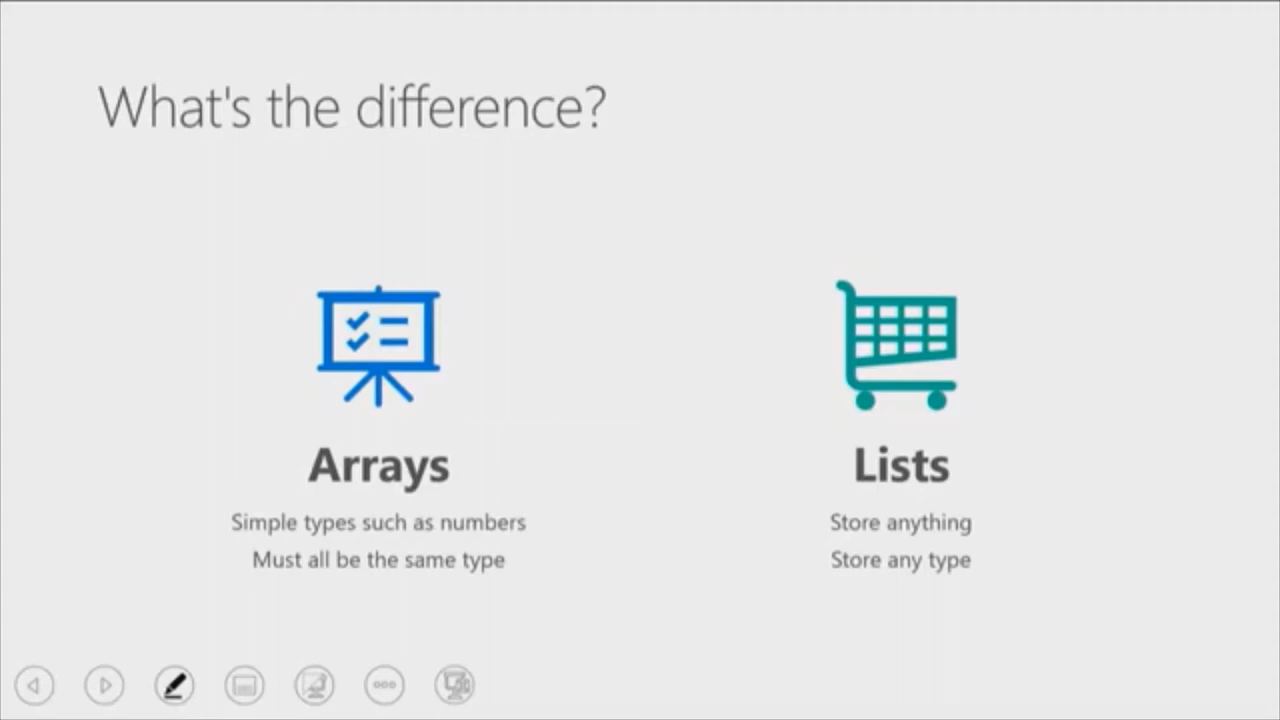 What's the difference?
Arrays
Simple types such as numbers
Must all be the same type
Lists
Store anything
Store any type